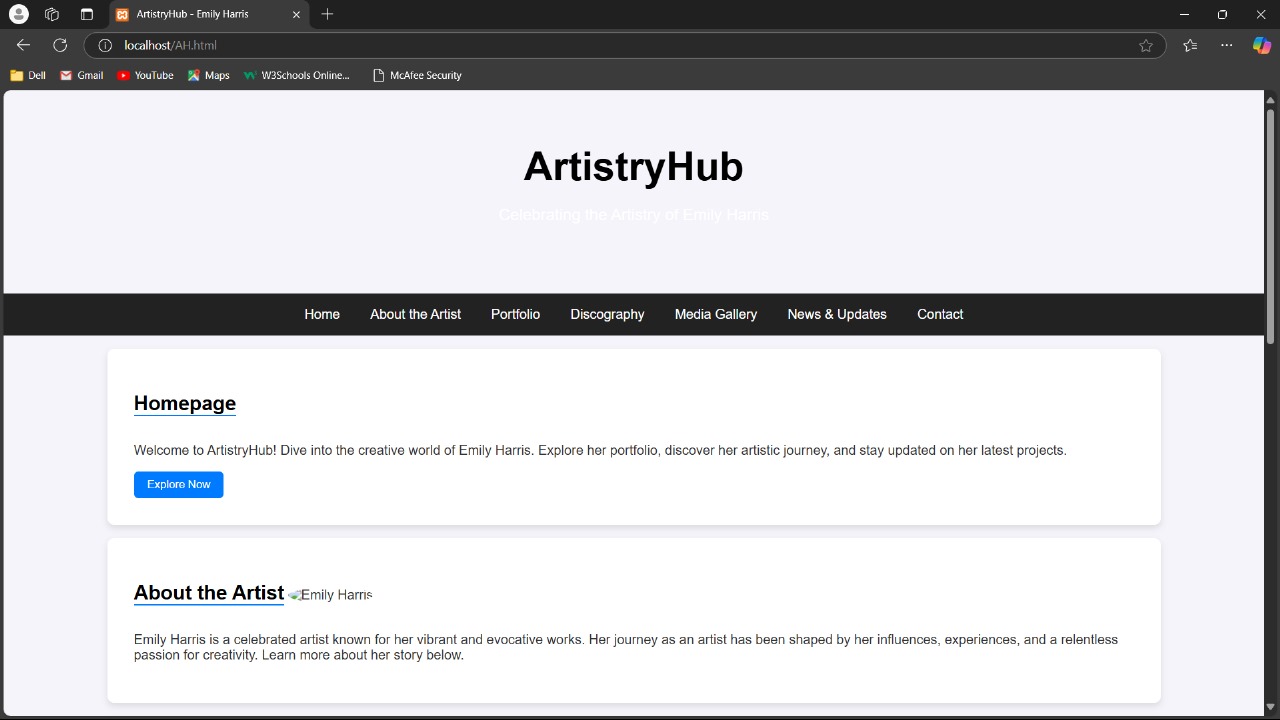 ArtistryHub - Emily Harris
localhost/AH.html
Dell Gmail YouTube Maps W3Schools Online... McAfee Security
ArtistryHub
Celebrating the Artistry of Emily Harris
Home About the Artist Portfolio Discography Media Gallery News & Updates Contact
Homepage
Welcome to ArtistryHub! Dive into the creative world of Emily Harris. Explore her portfolio, discover her artistic journey, and stay updated on her latest projects.
Explore Now
About the Artist Emily Harris
Emily Harris is a celebrated artist known for her vibrant and evocative works. Her journey as an artist has been shaped by her influences, experiences, and a relentless
passion for creativity. Learn more about her story below.